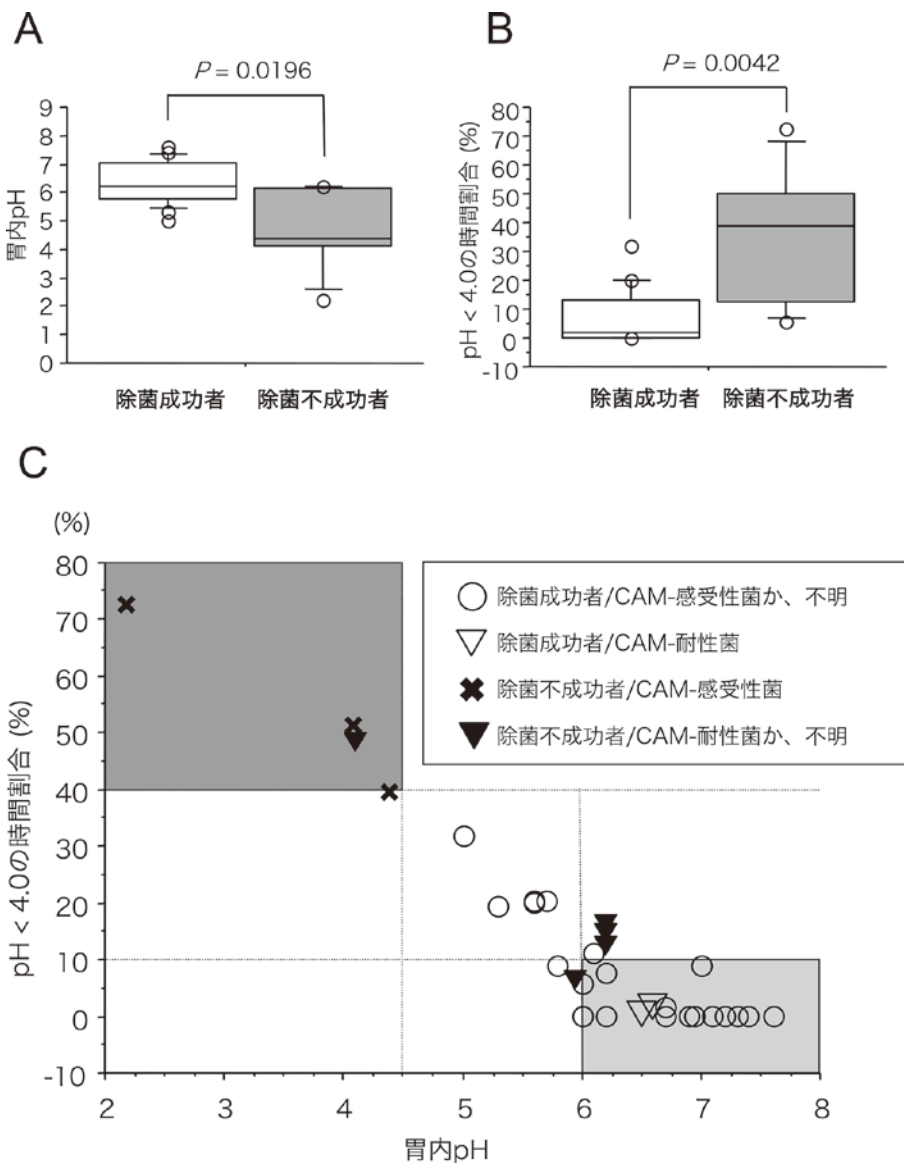 A
P = 0.0196
9
8
7
6
5
4
3
2
1
0
胃内pH
除菌成功者
除菌不成功者
B
P = 0.0042
80
70
60
50
40
30
20
10
0
-10
pH < 4.0の時間割合 (%)
除菌成功者
除菌不成功者
C
(%)
80
70
60
50
40
30
20
10
0
-10
pH < 4.0の時間割合 (%)
除菌成功者/CAM-感受性菌か、不明
除菌成功者/CAM-耐性菌
除菌不成功者/CAM-感受性菌
除菌不成功者/CAM-耐性菌か、不明
2
3
4
5
6
7
8
胃内pH